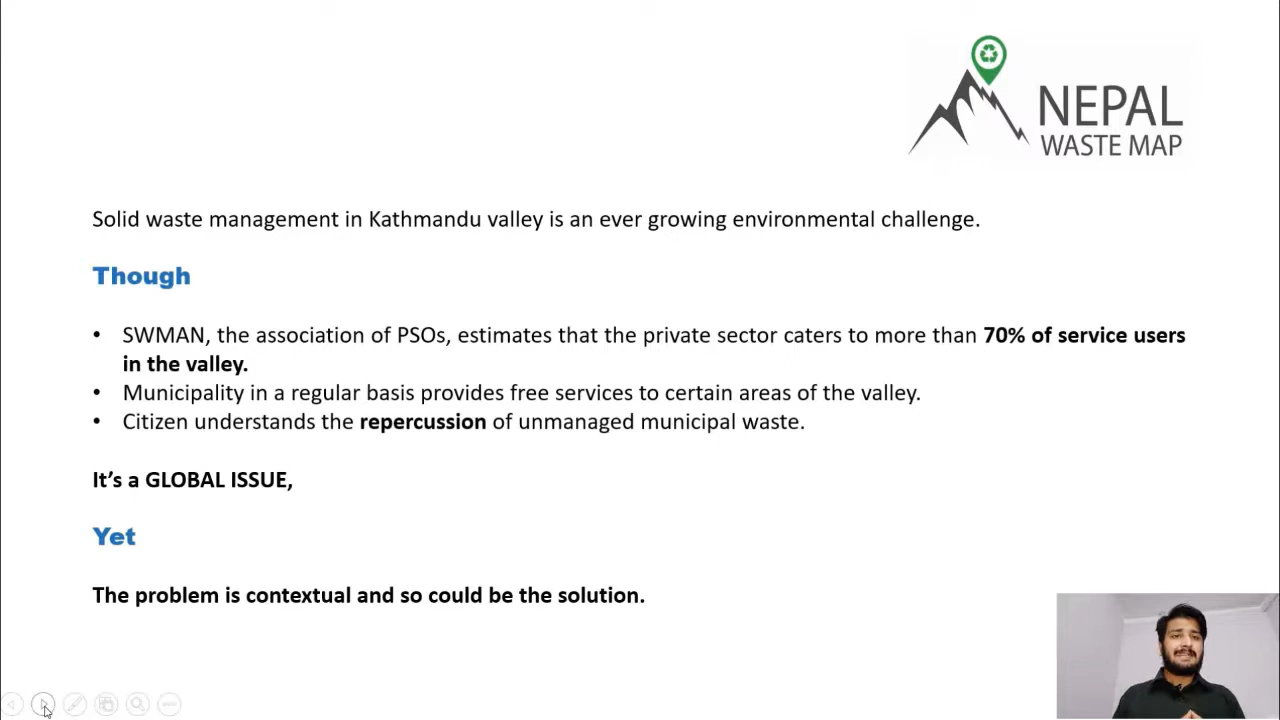 NEPAL
WASTE MAP
Solid waste management in Kathmandu valley is an ever growing environmental challenge.
Though
• SWMAN, the association of PSOs, estimates that the private sector caters to more than 70% of service users
in the valley.
• Municipality in a regular basis provides free services to certain areas of the valley.
• Citizen understands the repercussion of unmanaged municipal waste.
It's a GLOBAL ISSUE,
Yet
The problem is contextual and so could be the solution.